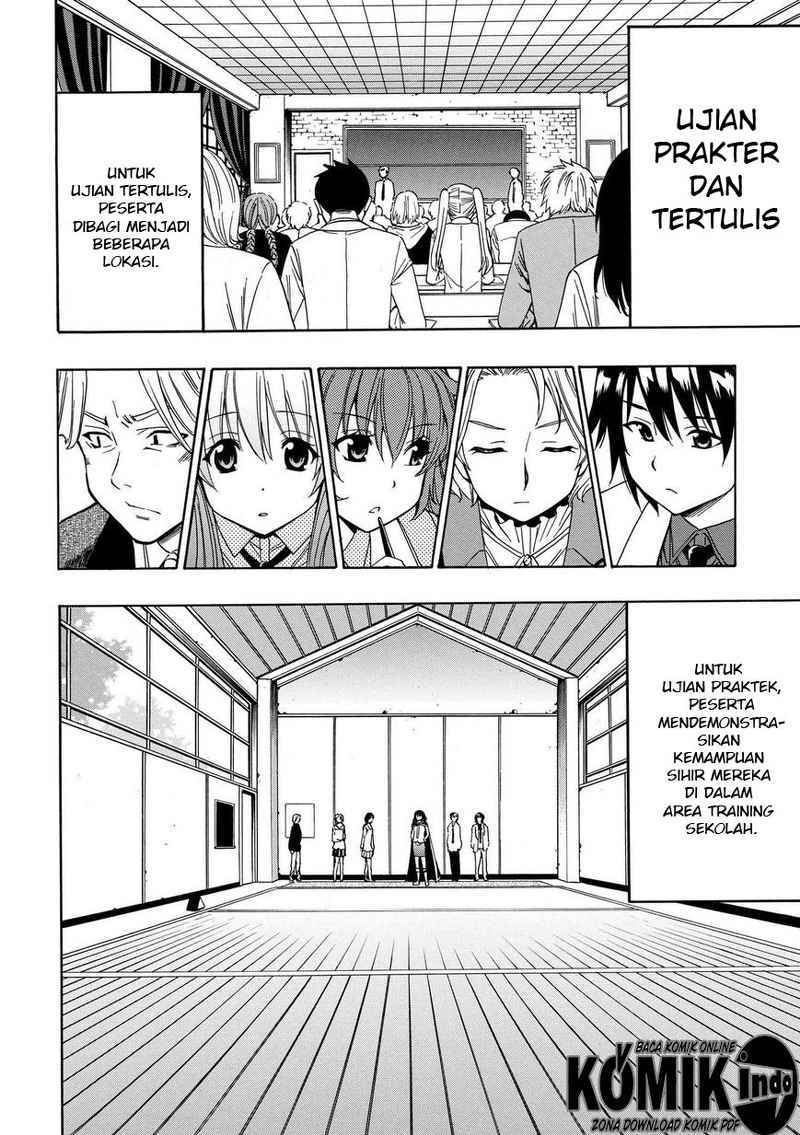 UJIAN
PRAKTER
DAN
TERTULIS
UNTUK
UJIAN TERTULIS,
PESERTA
DIBAGI MENJADI
BEBERAPA
LOKASI.
UNTUK
UJIAN PRAKTEK,
PESERTA
MENDEMONSTRA-
SIKAN
KEMAMPUAN
SIHIR MEREKA
DI DALAM
AREA TRAINING
SEKOLAH.
BACA KOMIK ONLINE
KOMIK Indo
ZONA DOWNLOAD KOMIK PDF